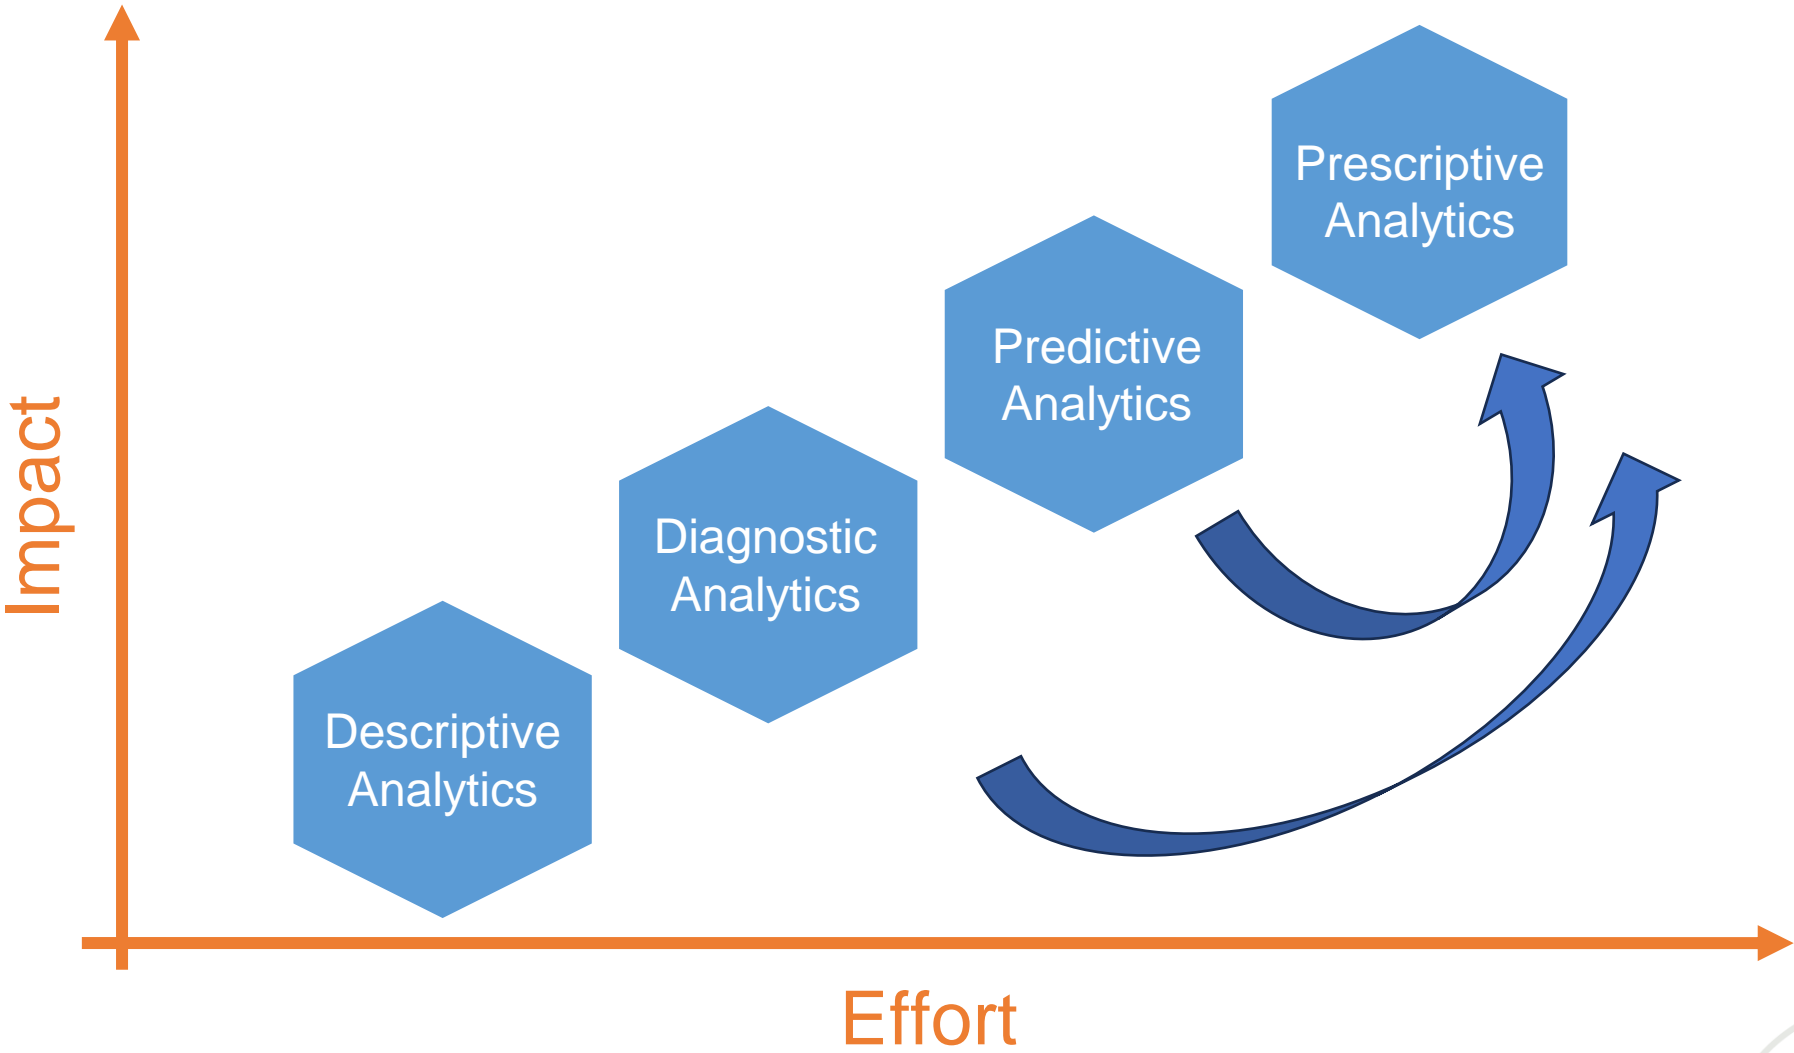 Prescriptive
Analytics
Predictive
Analytics
Diagnostic
Analytics
Descriptive
Analytics
Impact
Effort